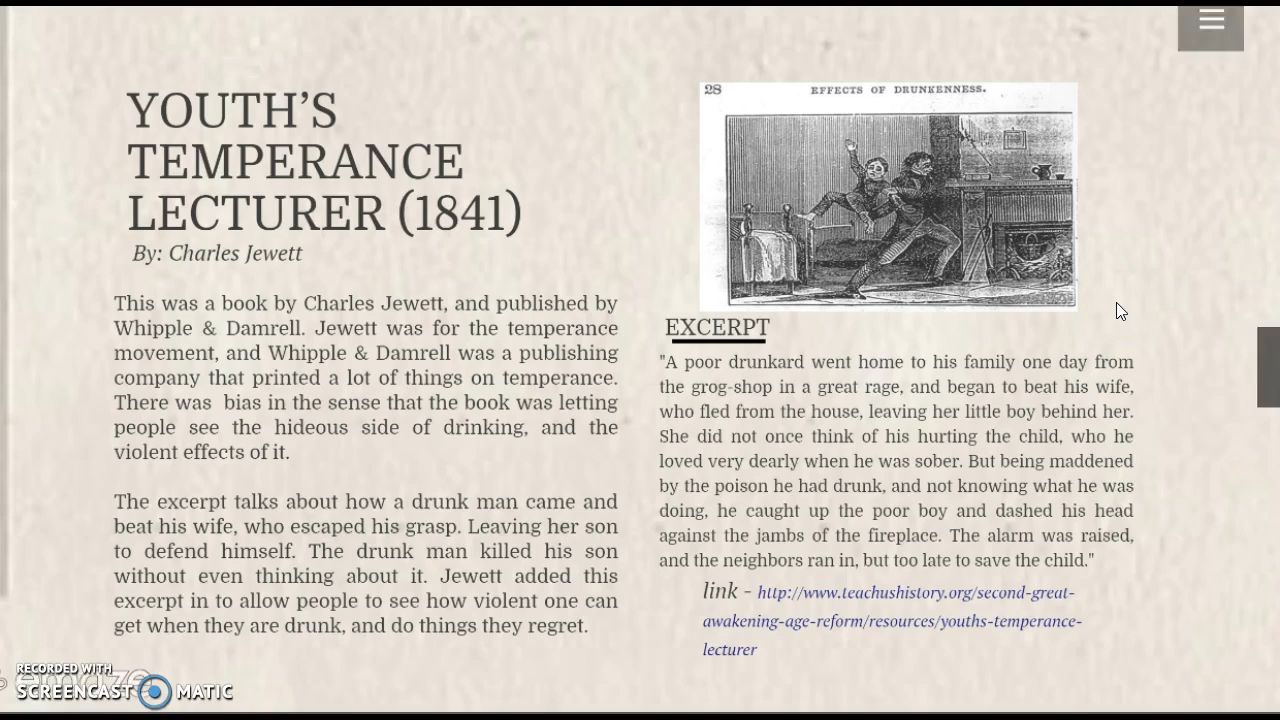 YOUTH'S
TEMPERANCE
LECTURER (1841)
By: Charles Jewett
This was a book by Charles Jewett, and published by
Whipple & Damrell. Jewett was for the temperance
movement, and Whipple & Damrell was a publishing
company that printed a lot of things on temperance.
There was  bias in the sense that the book was letting
people see the hideous side of drinking, and the
violent effects of it.
The excerpt talks about how a drunk man came and
beat his wife, who escaped his grasp. Leaving her son
to defend himself. The drunk man killed his son
without even thinking about it. Jewett added this
excerpt in to allow people to see how violent one can
get when they are drunk, and do things they regret.
28 EFFECTS OF DRUNKENNESS.
EXCERPT
"A poor drunkard went home to his family one day from
the grog-shop in a great rage, and began to beat his wife,
who fled from the house, leaving her little boy behind her.
She did not once think of his hurting the child, who he
loved very dearly when he was sober. But being maddened
by the poison he had drunk, and not knowing what he was
doing, he caught up the poor boy and dashed his head
against the jambs of the fireplace. The alarm was raised,
and the neighbors ran in, but too late to save the child."
link - http://www.teachushistory.org/second-great-
awakening-age-reform/resources/youths-temperance-
lecturer
emaze
RECORDED WITH
SCREENCAST MATIC